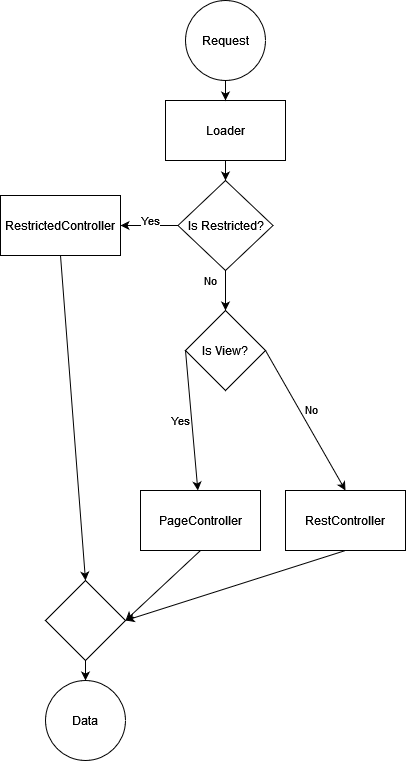 Request
Loader
Is Restricted?
Yes
RestrictedController
No
Is View?
Yes
No
PageController
RestController
Data